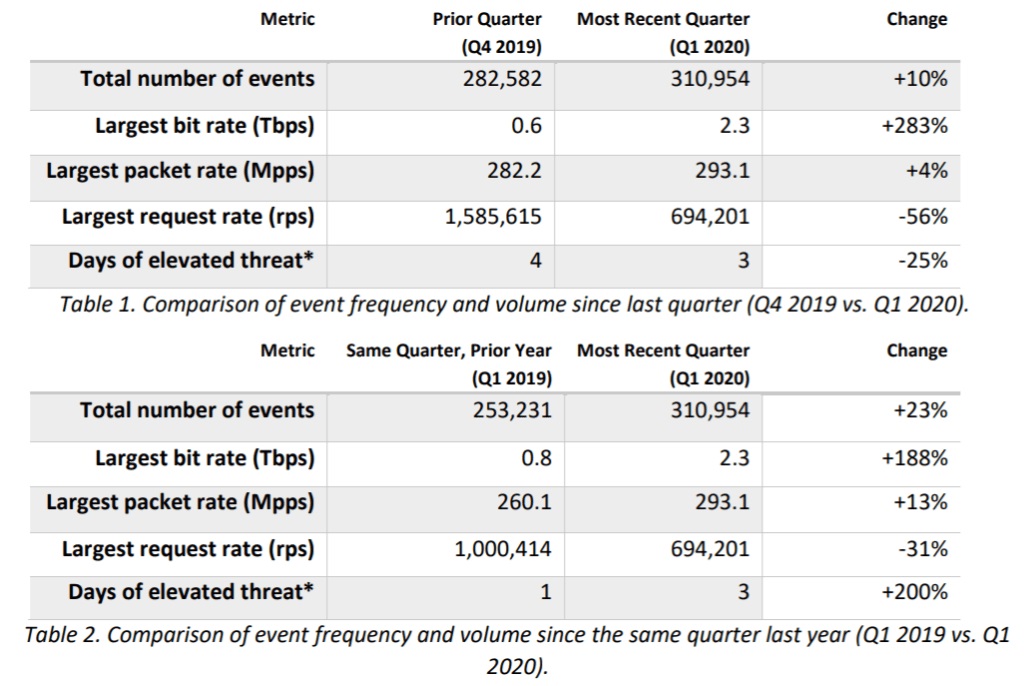 Metric Prior Quarter Most Recent Quarter Change
(Q4 2019) (Q1 2020)
Total number of events 282,582 310,954 +10%
Largest bit rate (Tbps) 0.6 2.3 +283%
Largest packet rate (Mpps) 282.2 293.1 +4%
Largest request rate (rps) 1,585,615 694,201 -56%
Days of elevated threat* 4 3 -25%
Table 1. Comparison of event frequency and volume since last quarter (Q4 2019 vs. Q1 2020).
Metric Same Quarter, Prior Year Most Recent Quarter Change
(Q1 2019) (Q1 2020)
Total number of events 253,231 310,954 +23%
Largest bit rate (Tbps) 0.8 2.3 +188%
Largest packet rate (Mpps) 260.1 293.1 +13%
Largest request rate (rps) 1,000,414 694,201 -31%
Days of elevated threat* 1 3 +200%
Table 2. Comparison of event frequency and volume since the same quarter last year (Q1 2019 vs. Q1
2020).